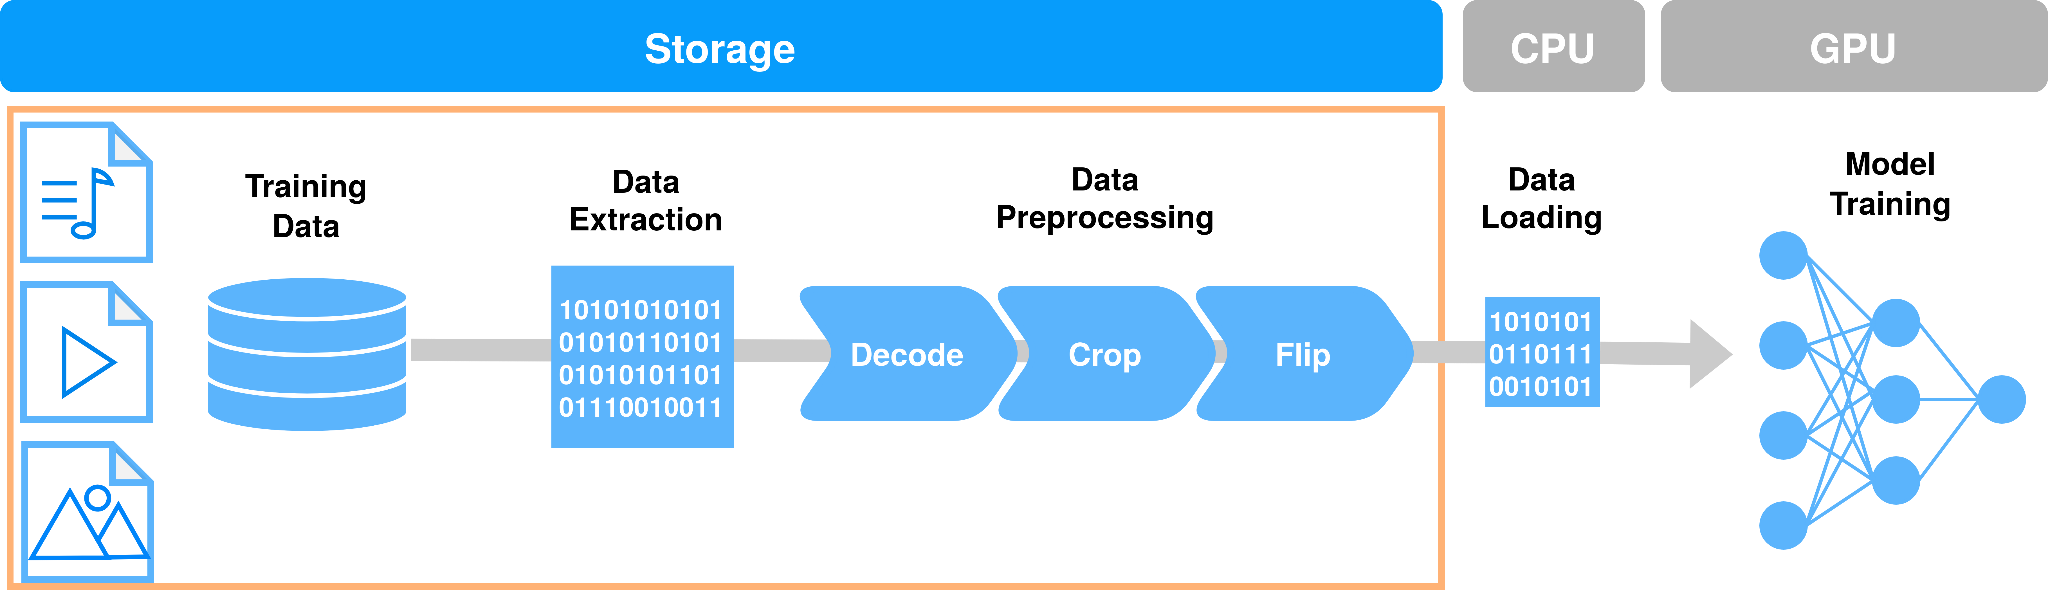 Storage
CPU
GPU
Training
Data
Data
Extraction
Data
Preprocessing
Data
Loading
Model
Training
10101010101
01010110101
01010101101
01110010011
Decode
Crop
Flip
1010101
0110111
0010101